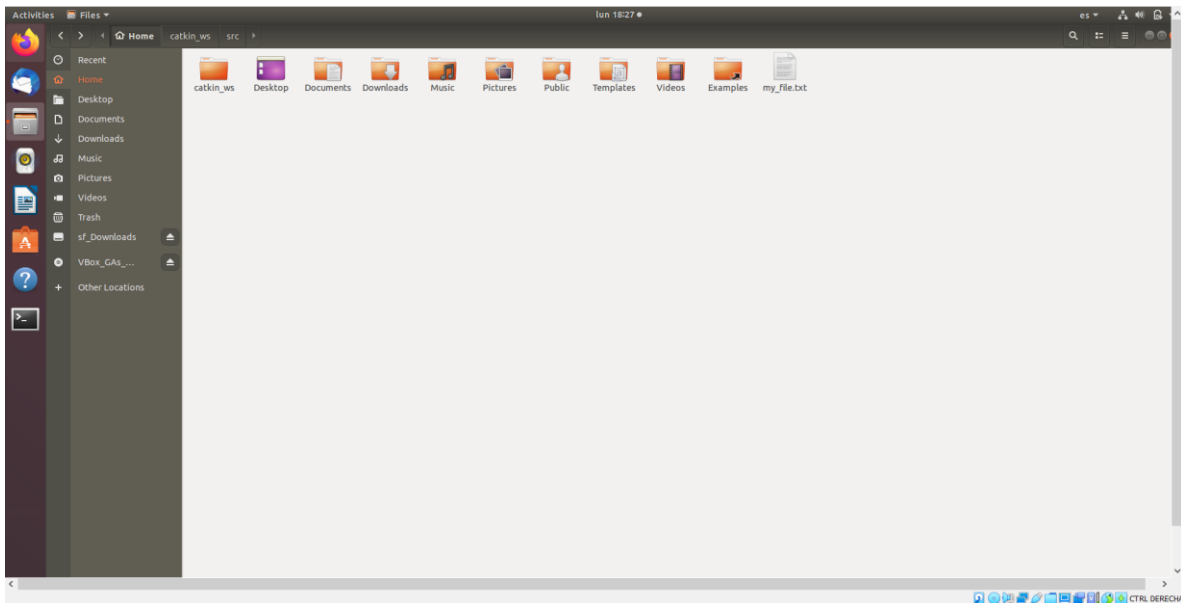 Activities Files lun 18:27 es
Home catkin_ws src
Recent
Home
Desktop
Documents
Downloads
Music
Pictures
Videos
Trash
sf_Downloads
VBox_GAs_...
Other Locations
catkin_ws Desktop Documents Downloads Music Pictures Public Templates Videos Examples my_file.txt
CTRL DERECHA